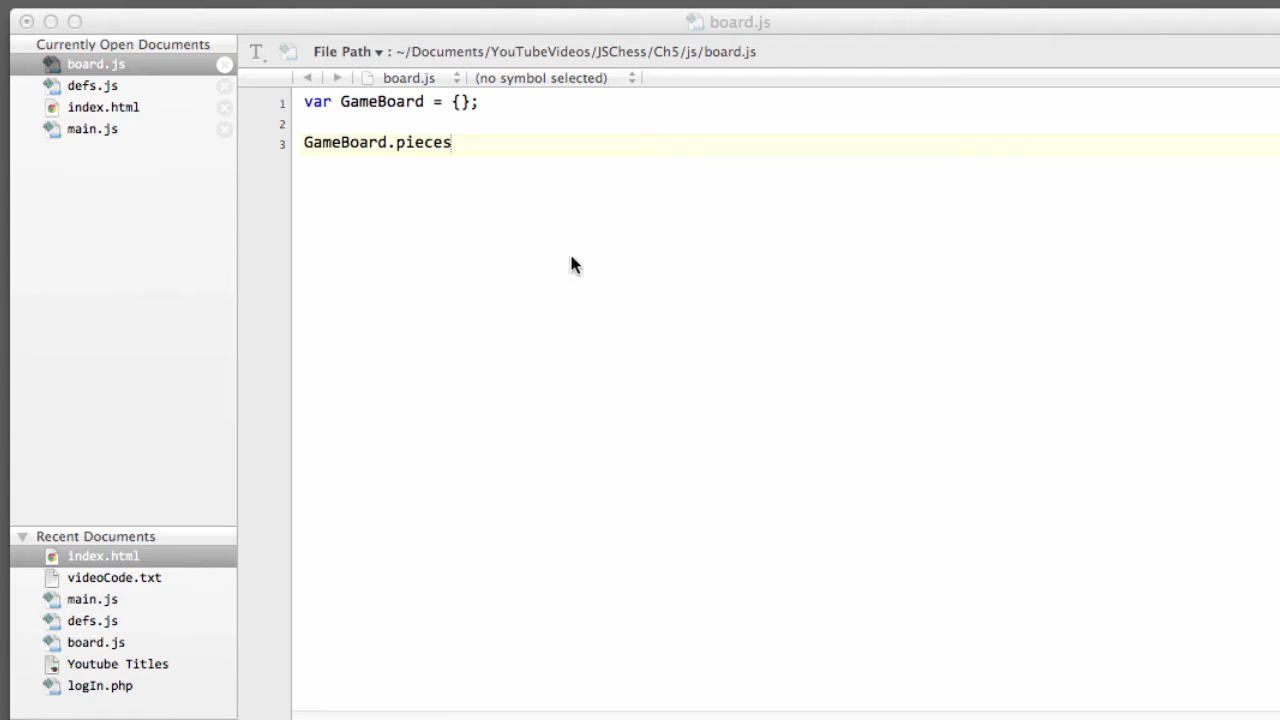 board.js
Currently Open Documents
board.js
defs.js
index.html
main.js
File Path ▾ : ~/Documents/YouTubeVideos/JSChess/Ch5/js/board.js
board.js (no symbol selected)
1 var GameBoard = {};
2
3 GameBoard.pieces
Recent Documents
index.html
videoCode.txt
main.js
defs.js
board.js
Youtube Titles
logIn.php